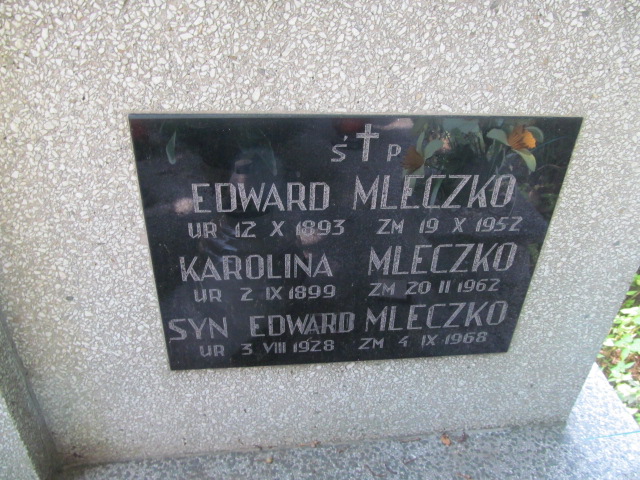 Ś † P
EDWARD MLECZKO
UR 12 X 1893 ZM 19 X 1952
KAROLINA MLECZKO
UR 2 IX 1899 ZM 20 II 1962
SYN EDWARD MLECZKO
UR 3 VIII 1928 ZM 4 IX 1968